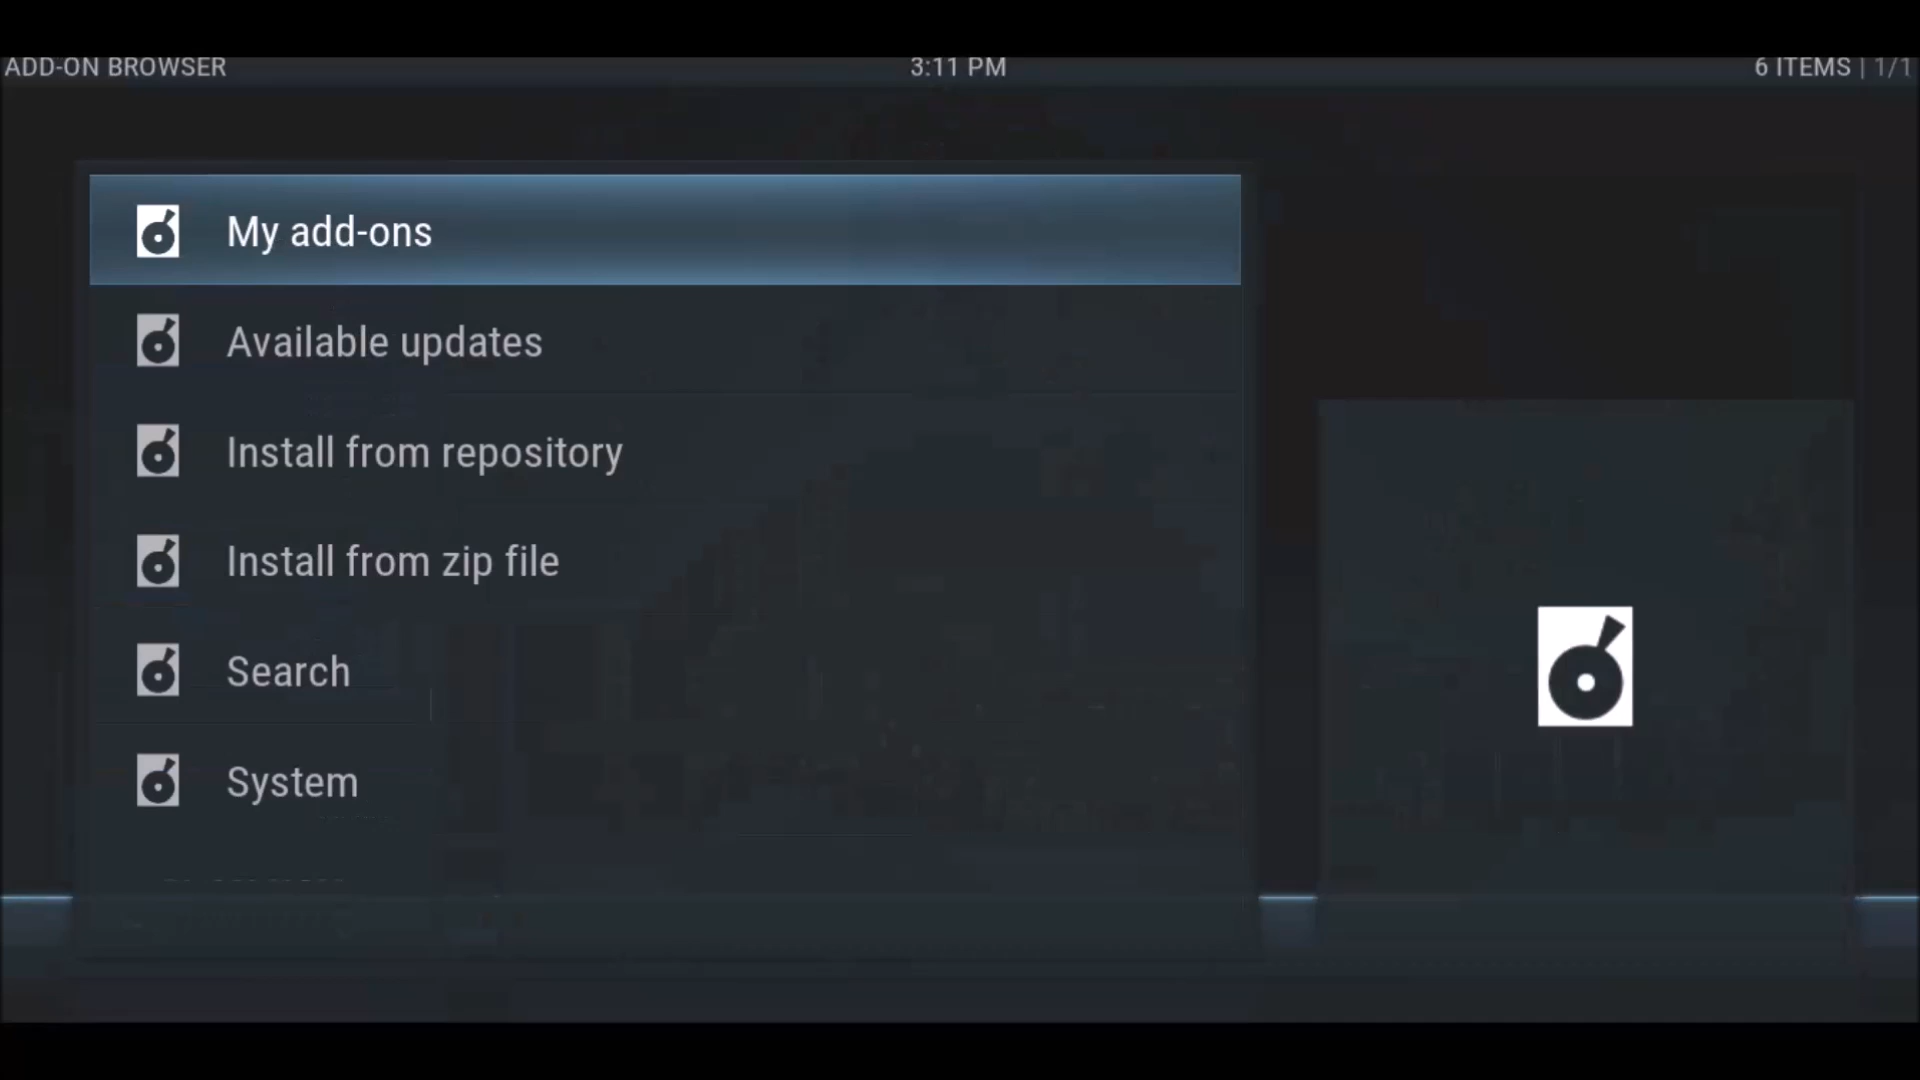 ADD-ON BROWSER
3:11 PM
6 ITEMS | 1/1
My add-ons
Available updates
Install from repository
Install from zip file
Search
System